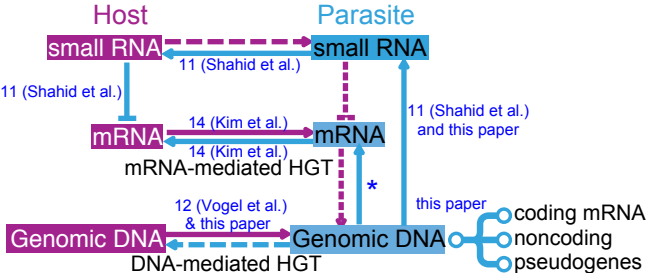 Host Parasite
small RNA small RNA
11 (Shahid et al.)
11 (Shahid et al.)
11 (Shahid et al.)
and this paper
14 (Kim et al.)
mRNA mRNA
14 (Kim et al.)
mRNA-mediated HGT
*
12 (Vogel et al.)
& this paper
this paper
Genomic DNA Genomic DNA
DNA-mediated HGT
coding mRNA
noncoding
pseudogenes